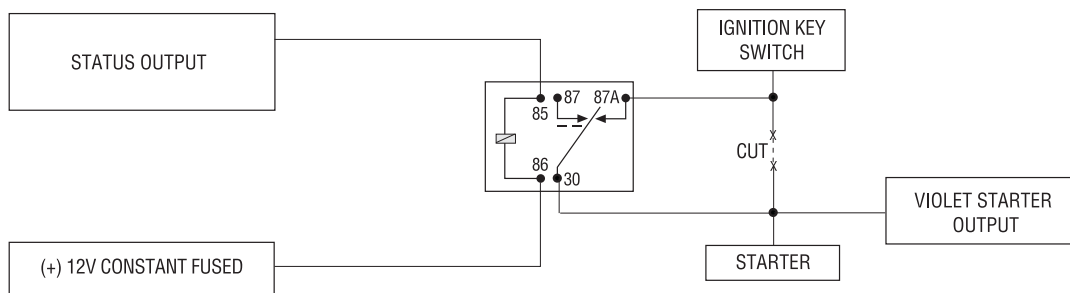 STATUS OUTPUT
IGNITION KEY
SWITCH
87 87A
85
86
30
CUT
VIOLET STARTER
OUTPUT
(+) 12V CONSTANT FUSED
STARTER